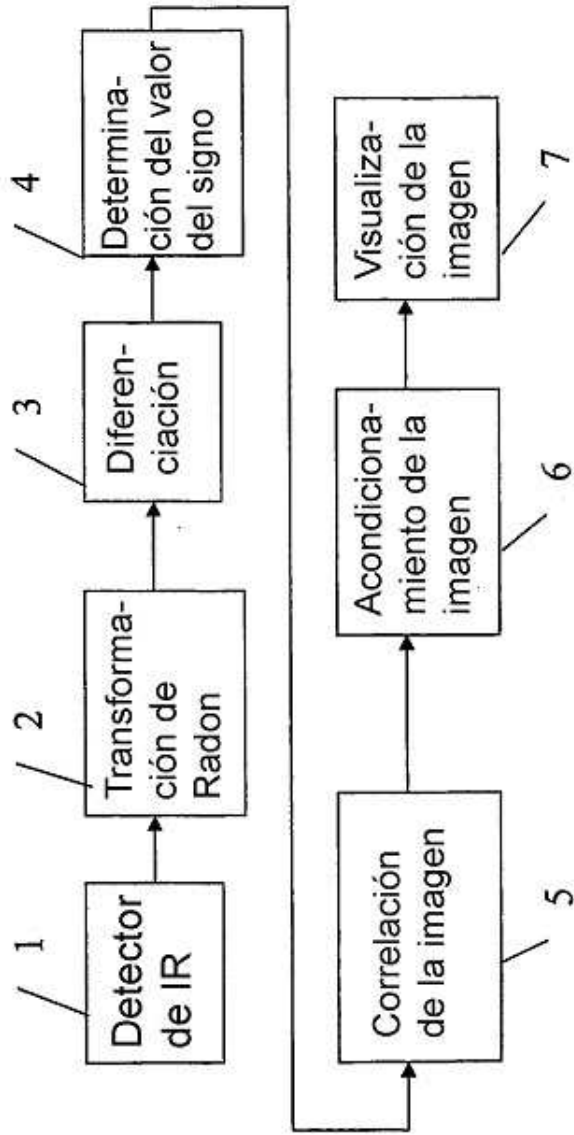 1
Detector
de IR
2
Transforma-
ción de
Radon
3
Diferen-
ciación
4
Determina-
ción del valor
del signo
Correlación
de la imagen
5
Acondiciona-
miento de la
imagen
6
Visualiza-
ción de la
imagen
7